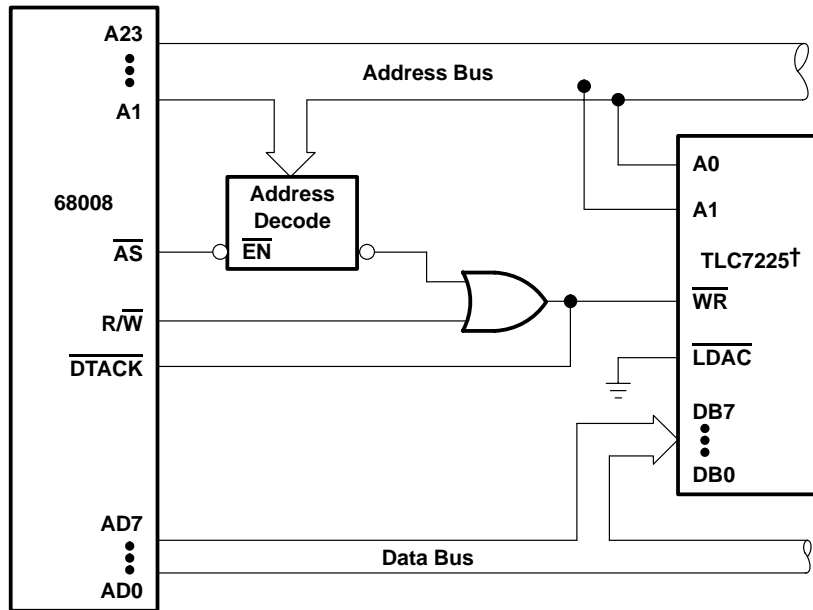 A23
Address Bus
A1
A0
68008
Address
Decode
A1
AS
EN
TLC7225†
R/W
WR
DTACK
LDAC
DB7
DB0
AD7
Data Bus
AD0